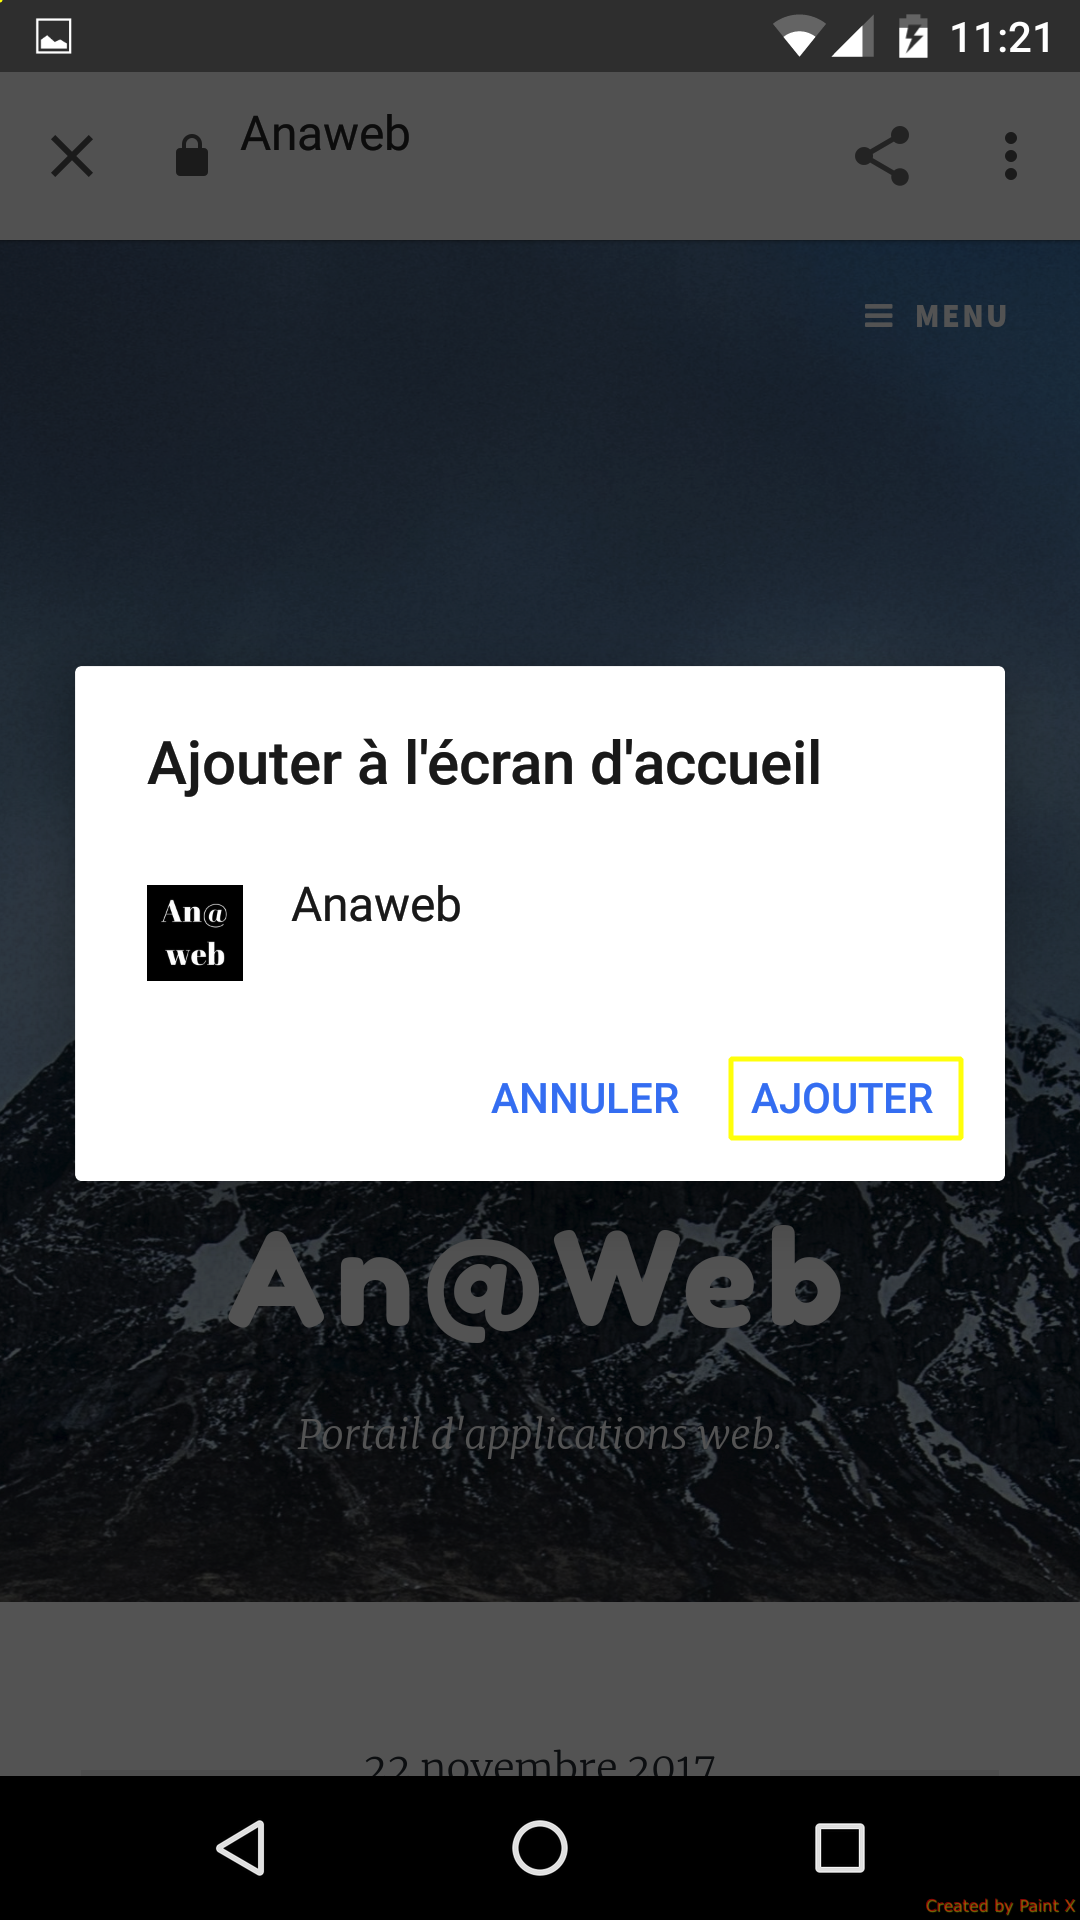 11:21
Anaweb
MENU
Ajouter à l'écran d'accueil
An@
web
Anaweb
ANNULER AJOUTER
An@Web
Portail d'applications web.
22 novembre 2017
Created by Paint X